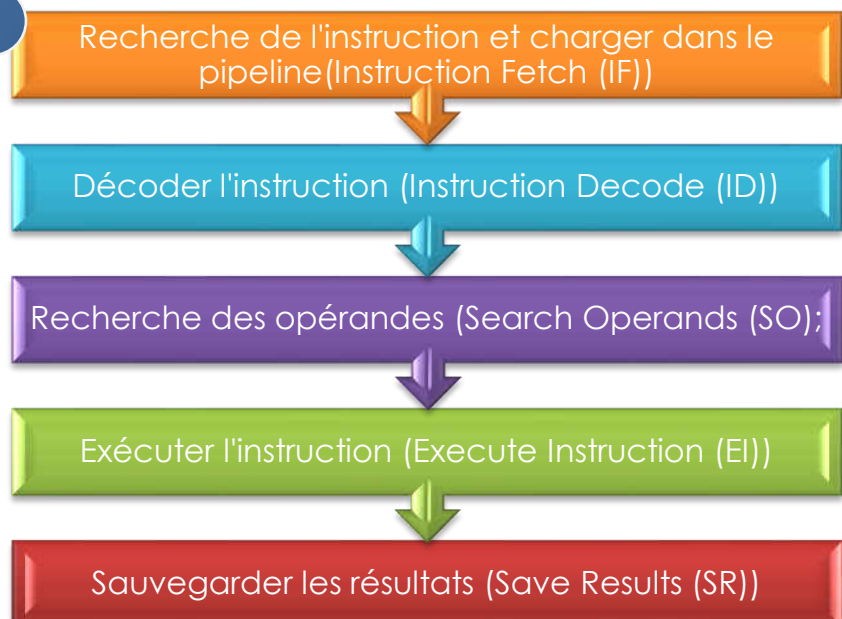 Recherche de l'instruction et charger dans le
pipeline(Instruction Fetch (IF))
Décoder l'instruction (Instruction Decode (ID))
Recherche des opérandes (Search Operands (SO);
Exécuter l'instruction (Execute Instruction (EI))
Sauvegarder les résultats (Save Results (SR))